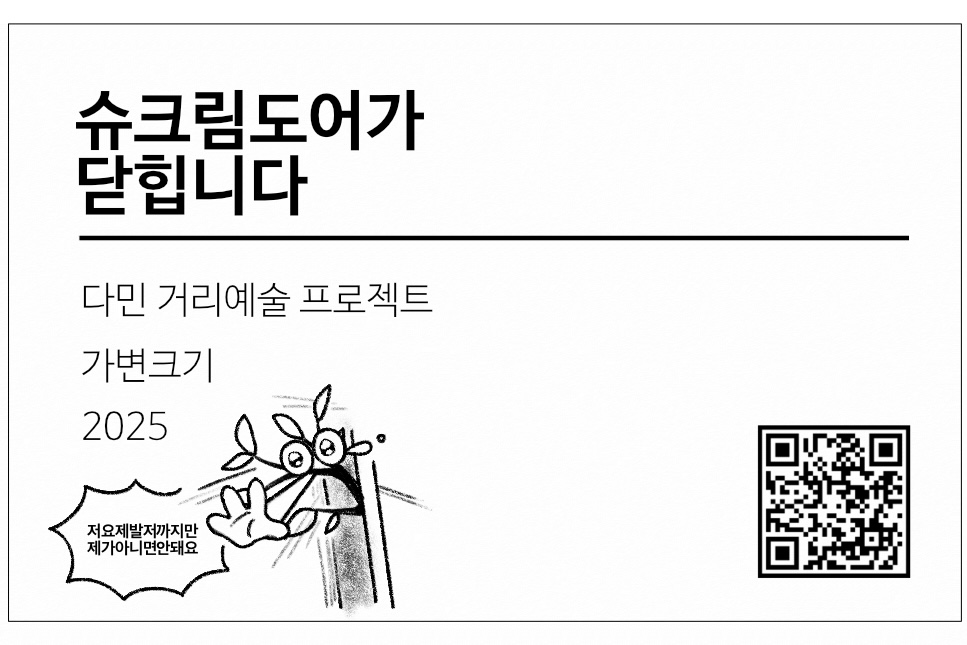 슈크림도어가
닫힙니다
다민 거리예술 프로젝트
가변크기
2025
저요제발저까지만
제가아니면안돼요